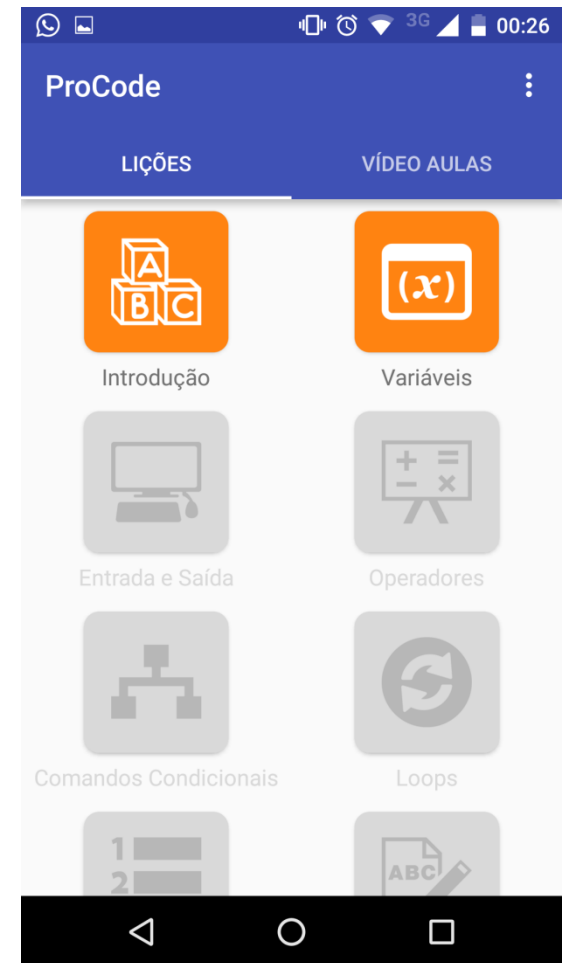 3G 00:26
ProCode
LIÇÕES VÍDEO AULAS
A
B C
(x)
Introdução Variáveis
Entrada e Saída Operadores
Comandos Condicionais Loops
1
2
ABC